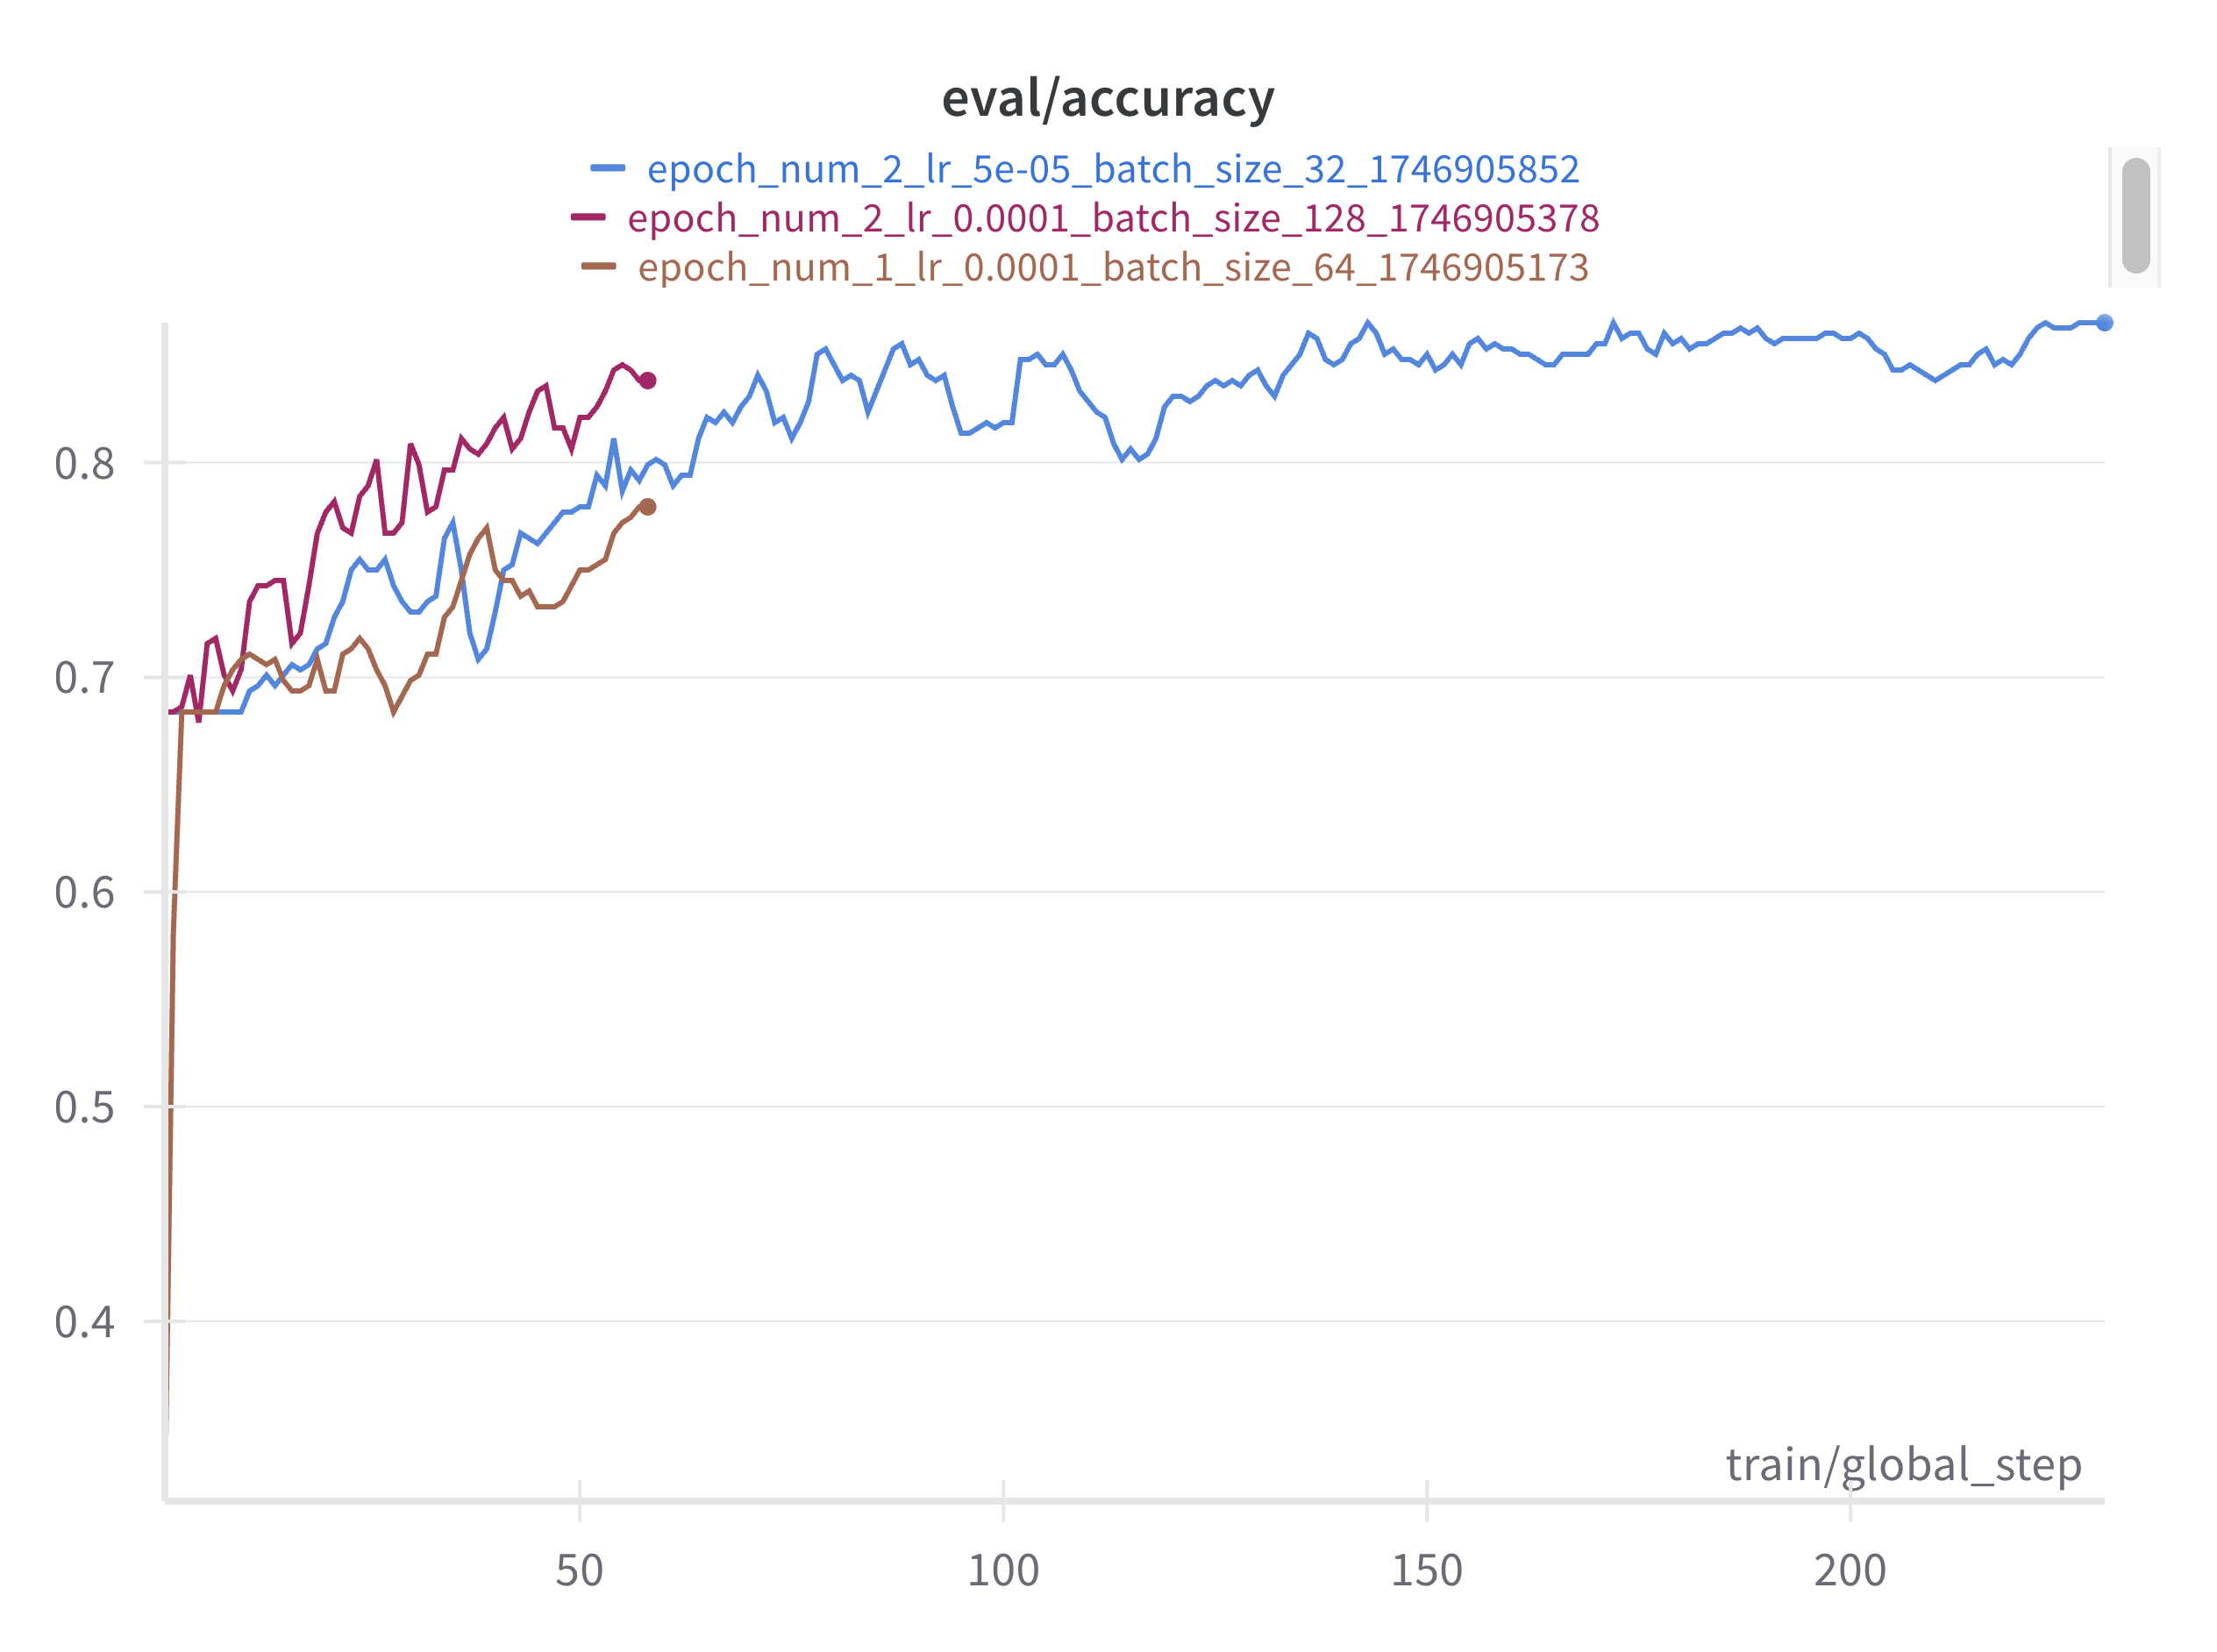 eval/accuracy
epoch_num_2_lr_5e-05_batch_size_32_1746905852
epoch_num_2_lr_0.0001_batch_size_128_1746905378
epoch_num_1_lr_0.0001_batch_size_64_1746905173
0.8
0.7
0.6
0.5
0.4
train/global_step
50
100
150
200